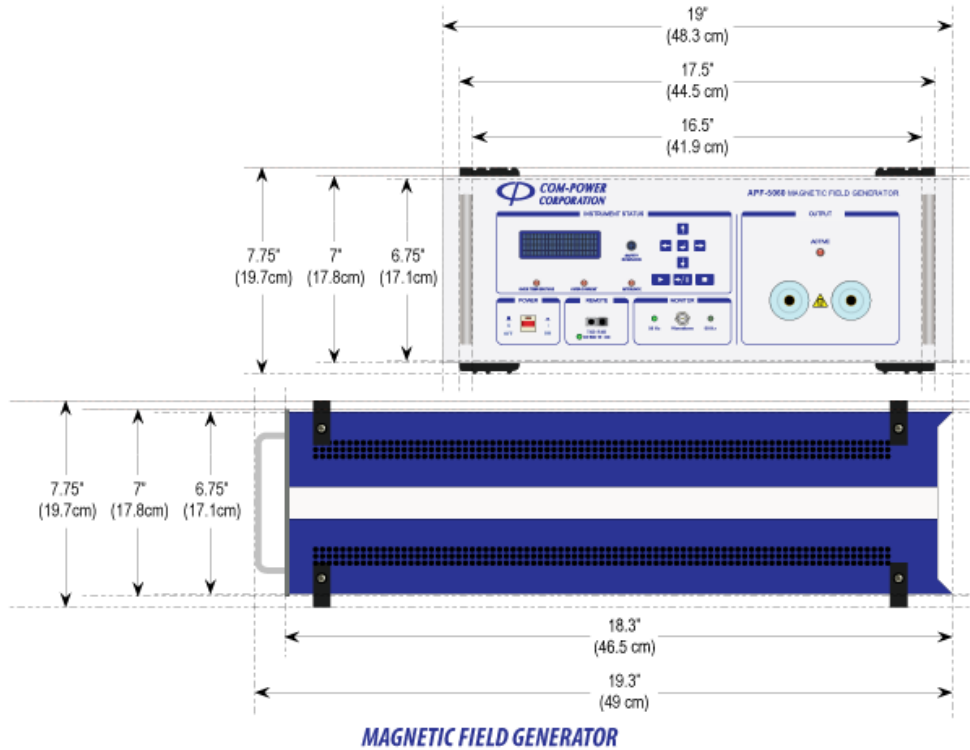 19"
(48.3 cm)
17.5"
(44.5 cm)
16.5"
(41.9 cm)
COM-POWER
CORPORATION
APF-5060 MAGNETIC FIELD GENERATOR
INSTRUMENT STATUS
OUTPUT
ACTIVE
7.75"
(19.7cm)
7"
(17.8cm)
6.75"
(17.1cm)
POWER
REMOTE
MONITOR
OFF
7.75"
(19.7cm)
7"
(17.8cm)
6.75"
(17.1cm)
18.3"
(46.5 cm)
19.3"
(49 cm)
MAGNETIC FIELD GENERATOR